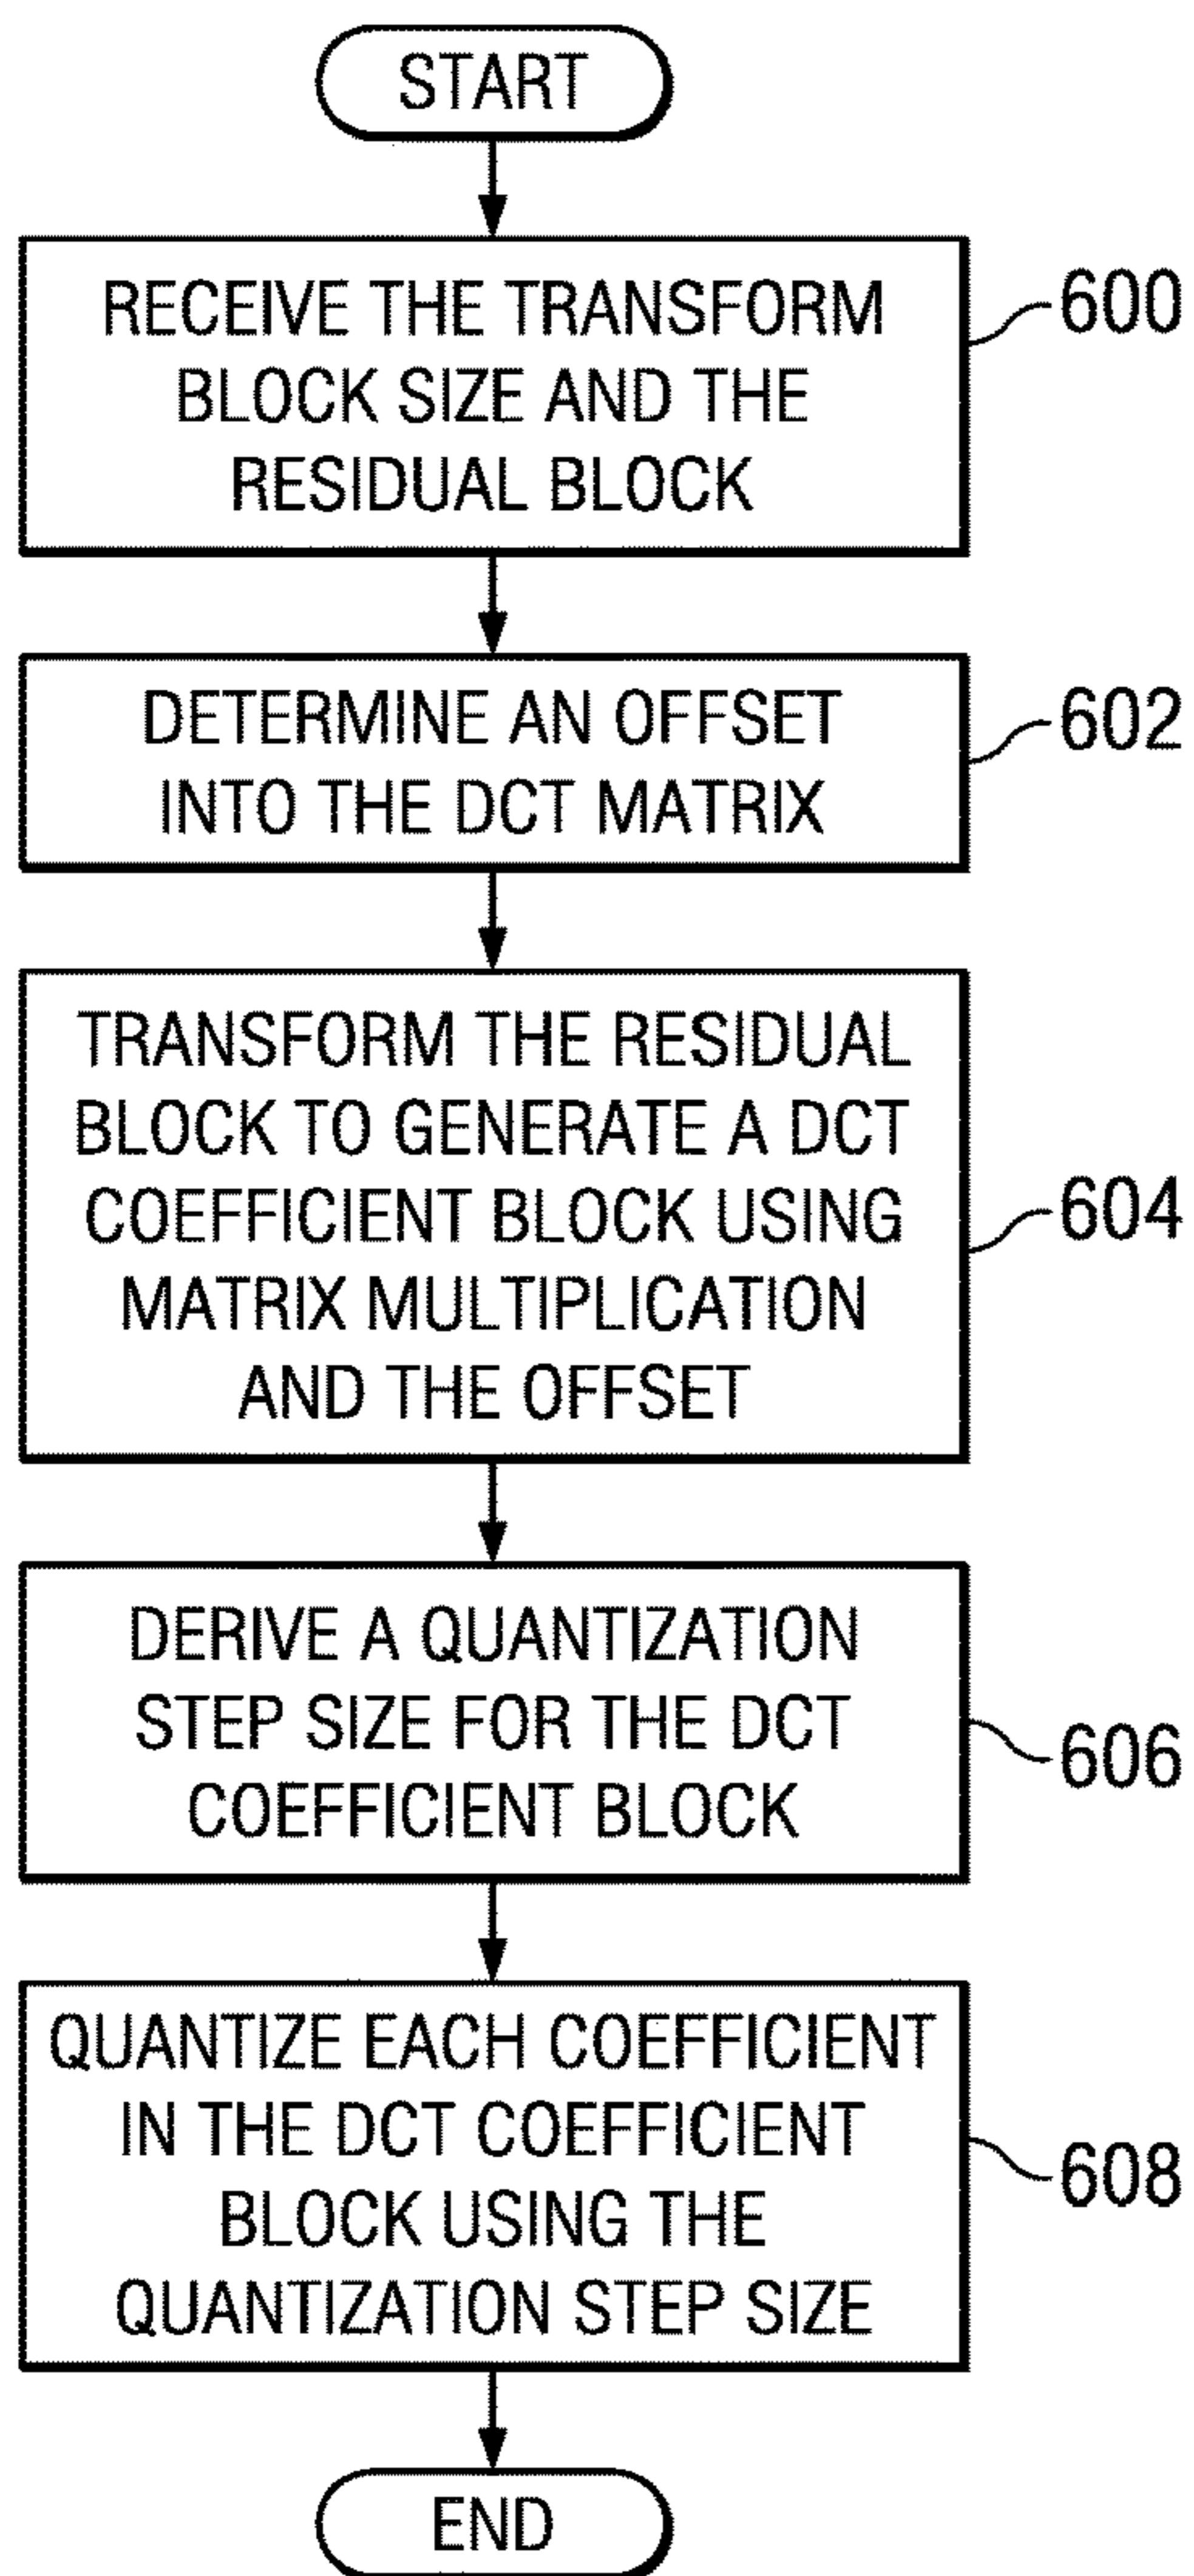 START
RECEIVE THE TRANSFORM
BLOCK SIZE AND THE
RESIDUAL BLOCK
600
DETERMINE AN OFFSET
INTO THE DCT MATRIX
602
TRANSFORM THE RESIDUAL
BLOCK TO GENERATE A DCT
COEFFICIENT BLOCK USING
MATRIX MULTIPLICATION
AND THE OFFSET
604
DERIVE A QUANTIZATION
STEP SIZE FOR THE DCT
COEFFICIENT BLOCK
606
QUANTIZE EACH COEFFICIENT
IN THE DCT COEFFICIENT
BLOCK USING THE
QUANTIZATION STEP SIZE
608
END